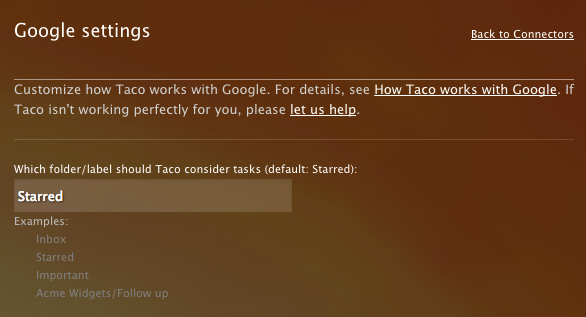 Google settings
Back to Connectors
Customize how Taco works with Google. For details, see How Taco works with Google. If
Taco isn't working perfectly for you, please let us help.
Which folder/label should Taco consider tasks (default: Starred):
Starred
Examples:
Inbox
Starred
Important
Acme Widgets/Follow up